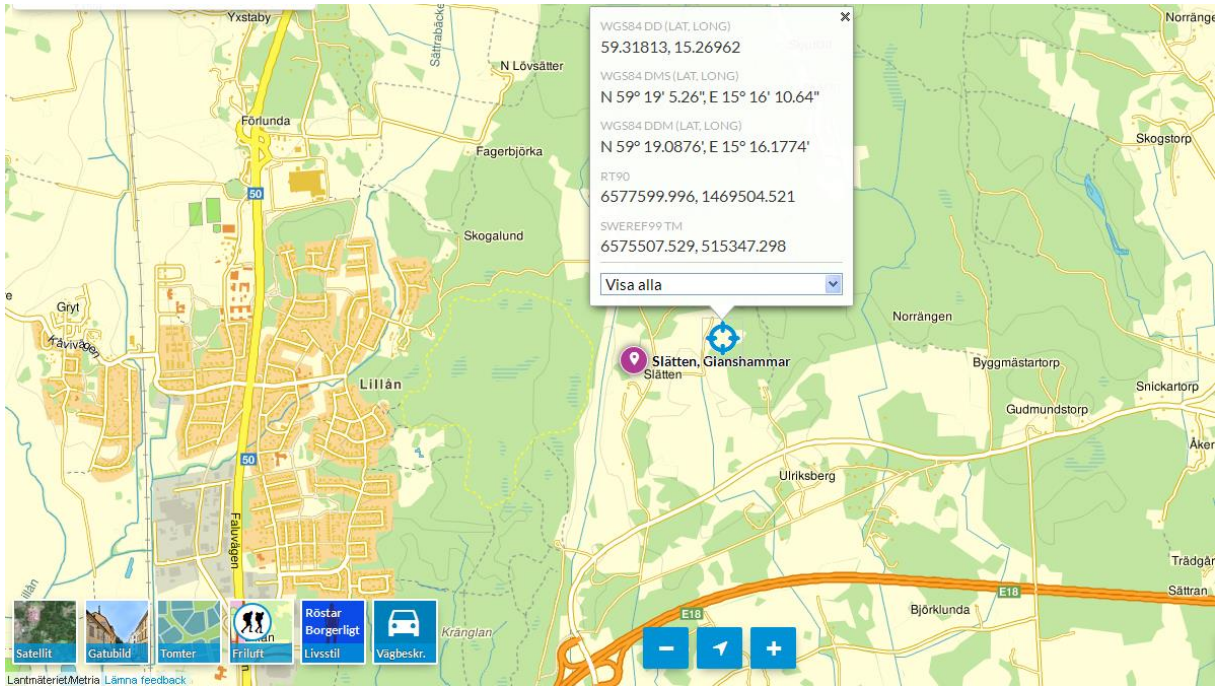 Yxstaby
Sättrabäcke
N Lövsätter
Förlunda
Fagerbjörka
50
Skogalund
WGS84 DD (LAT, LONG)
59.31813, 15.26962
WGS84 DMS (LAT, LONG)
N 59° 19' 5.26", E 15° 16' 10.64"
WGS84 DDM (LAT, LONG)
N 59° 19.0876', E 15° 16.1774'
RT90
6577599.996, 1469504.521
SWEREF99 TM
6575507.529, 515347.298
Visa alla
Norränge
Skogstorp
Gryt
Norrängen
Kåvivägen
Slätten, Glanshammar
Slätten
Byggmästartorp
Lillån
Snickartorp
Gudmundstorp
Åker
50
Ulriksberg
Faluvägen
Trädgår
lillån
E18
Sättran
E18
Björklunda
Röstar
Borgerligt
Kränglan
Satellit
Gatubild
Tomter
Friluft
Livsstil
Vägbeskr.
Lantmäteriet/Metria Lämna feedback